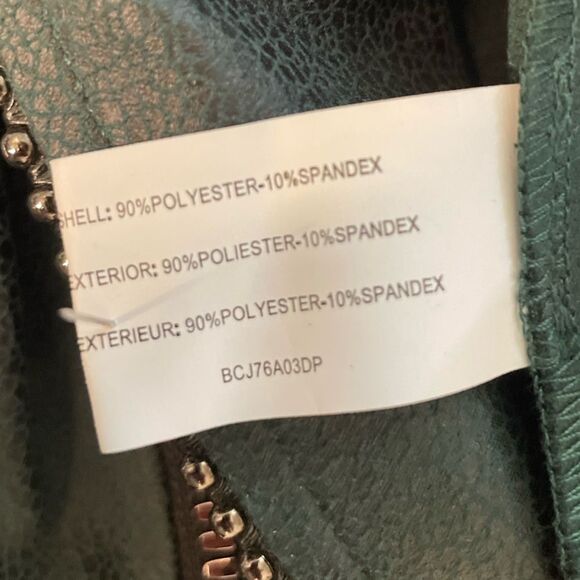 SHELL: 90%POLYESTER-10%SPANDEX
EXTERIOR: 90%POLIESTER-10%SPANDEX
EXTERIEUR: 90%POLYESTER-10%SPANDEX
BCJ76A03DP